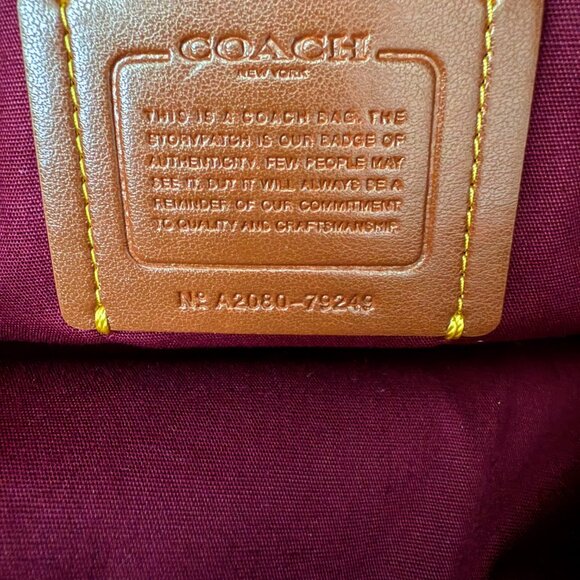 COACH
NEW YORK
THIS IS A COACH BAG. THE
STORYPATCH IS OUR BADGE OF
AUTHENTICITY. FEW PEOPLE MAY
SEE IT, BUT IT WILL ALWAYS BE A
REMINDER OF OUR COMMITMENT
TO QUALITY AND CRAFTSMANSHIP.
Nº A2080-79249